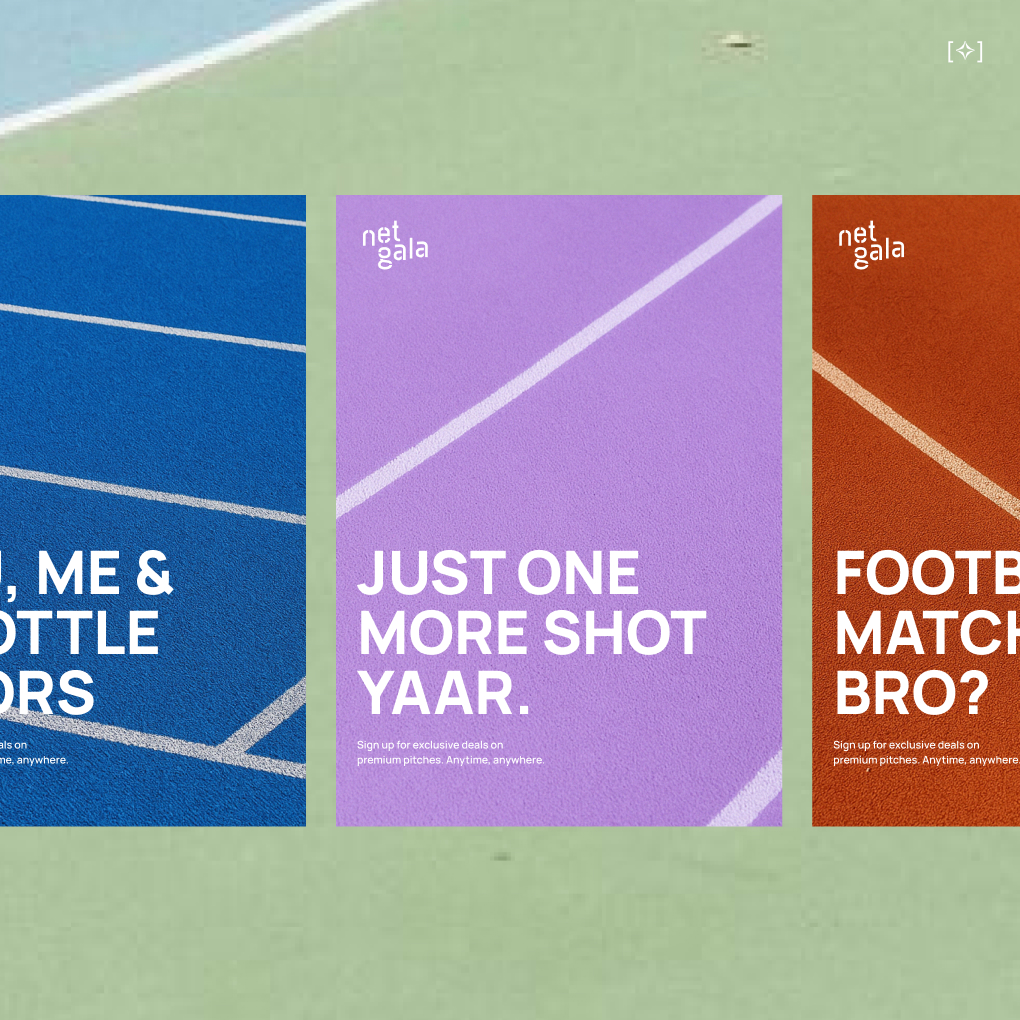 , ME &
OTTLE
ORS
als on
me, anywhere.
net
gala
JUST ONE
MORE SHOT
YAAR.
Sign up for exclusive deals on
premium pitches. Anytime, anywhere.
net
gala
FOOTB
MATCH
BRO?
Sign up for exclusive deals on
premium pitches. Anytime, anywhere.